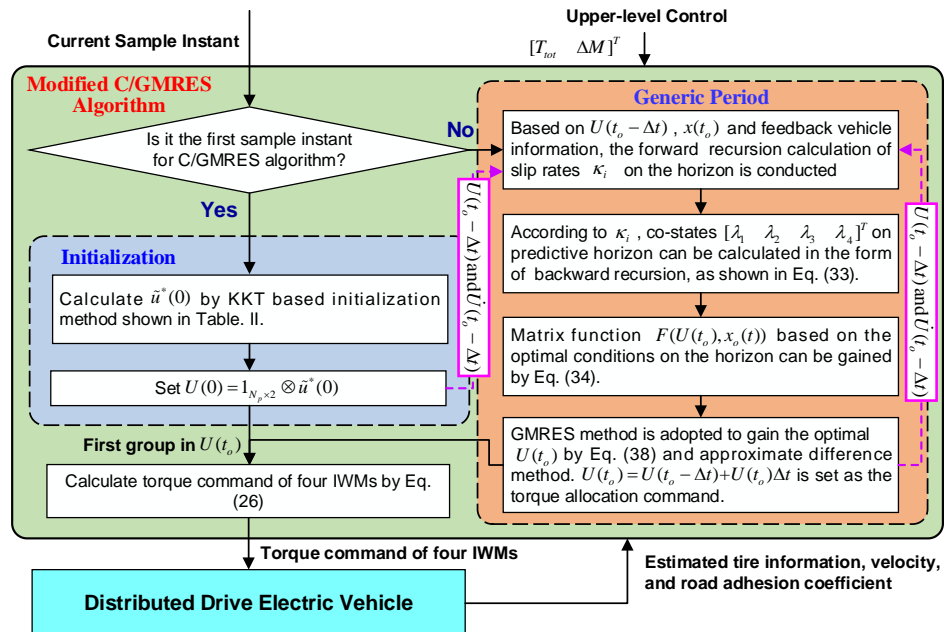 Upper-level Control
Current Sample Instant
[T_tot ΔM]^T
Modified C/GMRES
Algorithm
Is it the first sample instant
for C/GMRES algorithm?
No
Yes
Initialization
Calculate ũ*(0) by KKT based initialization
method shown in Table. II.
Set U(0) = 1_{N_p×2} ⊗ ũ*(0)
U(t_o − Δt) and U̇(t_o − Δt)
Generic Period
Based on U(t_o − Δt) , x(t_o) and feedback vehicle
information, the forward recursion calculation of
slip rates κ_i on the horizon is conducted
According to κ_i , co-states [λ_1 λ_2 λ_3 λ_4]^T on
predictive horizon can be calculated in the form
of backward recursion, as shown in Eq. (33).
Matrix function F(U(t_o), x_o(t)) based on the
optimal conditions on the horizon can be gained
by Eq. (34).
GMRES method is adopted to gain the optimal
U̇(t_o) by Eq. (38) and approximate difference
method. U(t_o) = U(t_o − Δt) + U̇(t_o)Δt is set as the
torque allocation command.
U(t_o − Δt) and U̇(t_o − Δt)
First group in U(t_o)
Calculate torque command of four IWMs by Eq.
(26)
Torque command of four IWMs
Estimated tire information, velocity,
and road adhesion coefficient
Distributed Drive Electric Vehicle